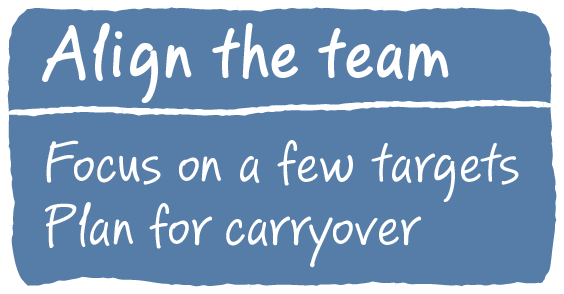 Align the team
Focus on a few targets
Plan for carryover